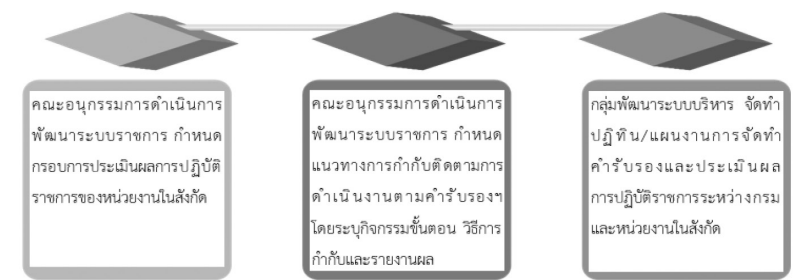 คณะอนุกรรมการดำเนินการ
พัฒนาระบบราชการ กำหนด
กรอบการประเมินผลการปฏิบัติ
ราชการของหน่วยงานในสังกัด
คณะอนุกรรมการดำเนินการ
พัฒนาระบบราชการ กำหนด
แนวทางการกำกับติดตามการ
ดำเนินงานตามคำรับรองฯ
โดยระบุกิจกรรมขั้นตอน วิธีการ
กำกับและรายงานผล
กลุ่มพัฒนาระบบบริหาร จัดทำ
ปฏิทิน/แผนงานการจัดทำ
คำรับรองและประเมินผล
การปฏิบัติราชการระหว่างกรม
และหน่วยงานในสังกัด